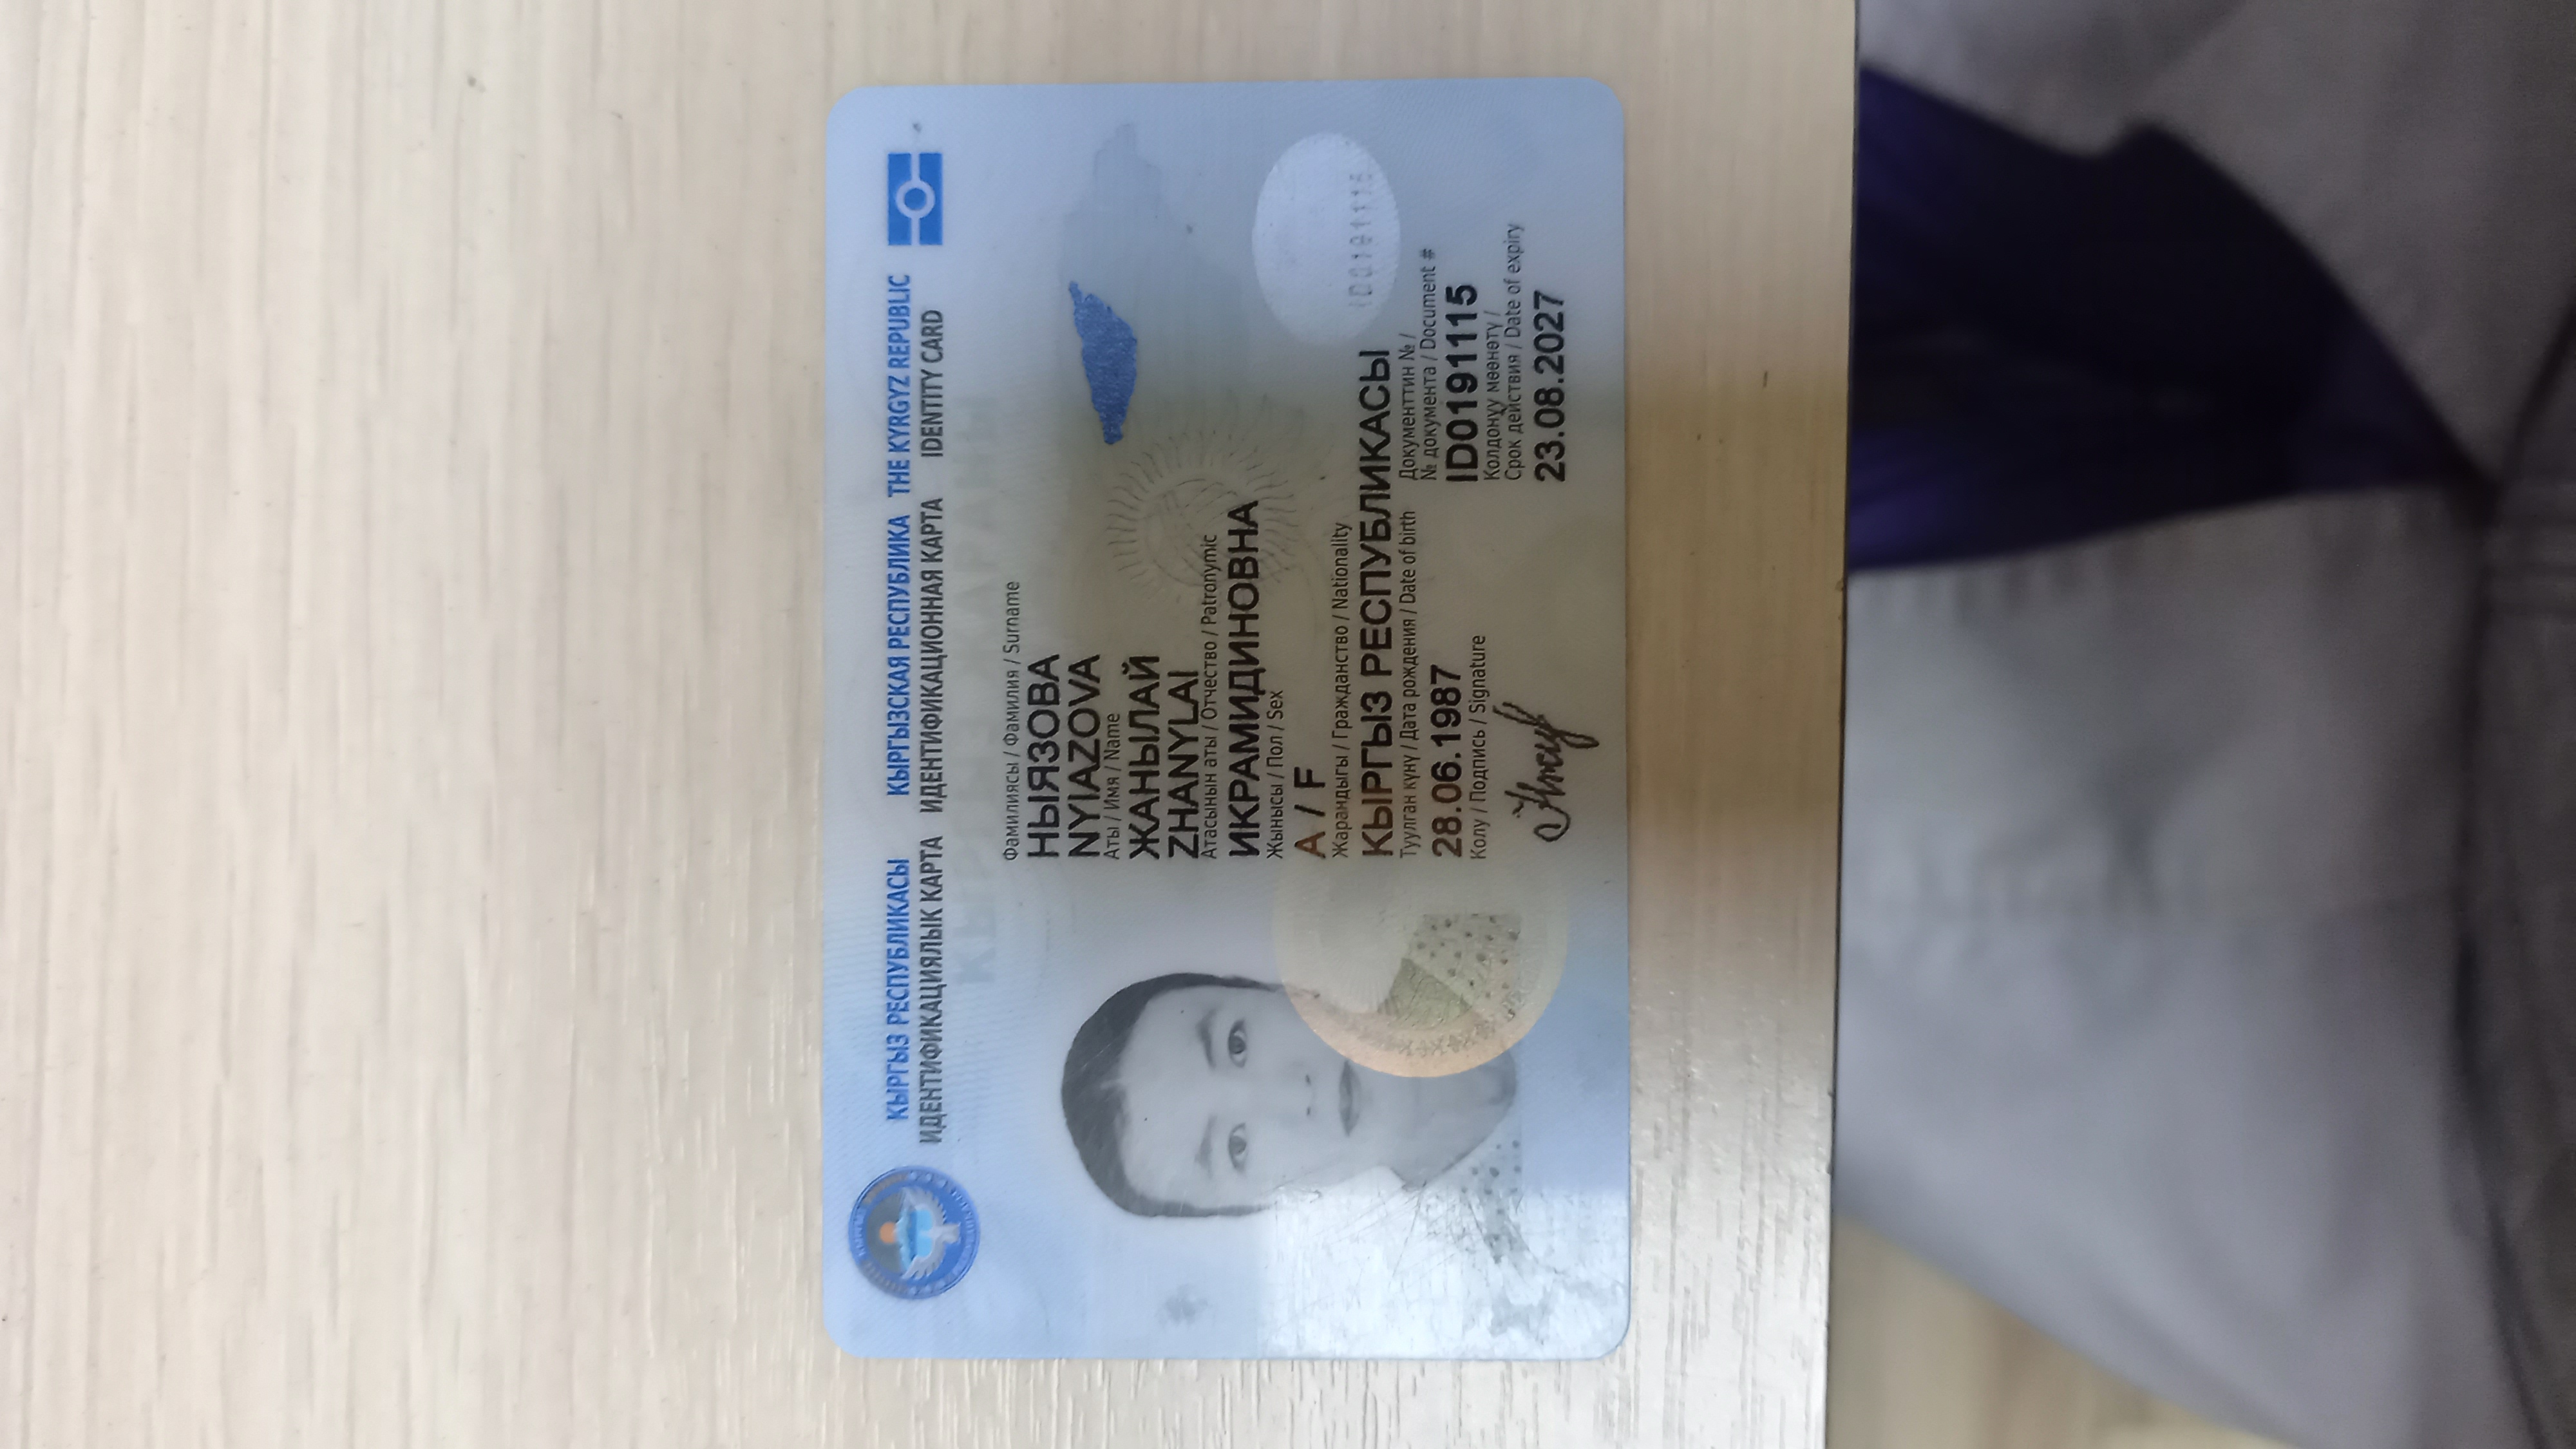 КЫРГЫЗ РЕСПУБЛИКАСЫ КЫРГЫЗСКАЯ РЕСПУБЛИКА THE KYRGYZ REPUBLIC
ИДЕНТИФИКАЦИЯЛЫК КАРТА ИДЕНТИФИКАЦИОННАЯ КАРТА IDENTITY CARD
КЫРГЫЗ ЖАРАНЫ
Фамилиясы / Фамилия / Surname
НЫЯЗОВА
NYIAZOVA
Аты / Имя / Name
ЖАНЫЛАЙ
ZHANYLAI
Атасынын аты / Отчество / Patronymic
ИКРАМИДИНОВНА
Жынысы / Пол / Sex
А / F
Жарандыгы / Гражданство / Nationality
КЫРГЫЗ РЕСПУБЛИКАСЫ
ID0191115
Туулган күнү / Дата рождения / Date of birth
28.06.1987
Документтин № /
№ документа / Document #
ID0191115
Колу / Подпись / Signature
Колдонуу мөөнөтү /
Срок действия / Date of expiry
23.08.2027